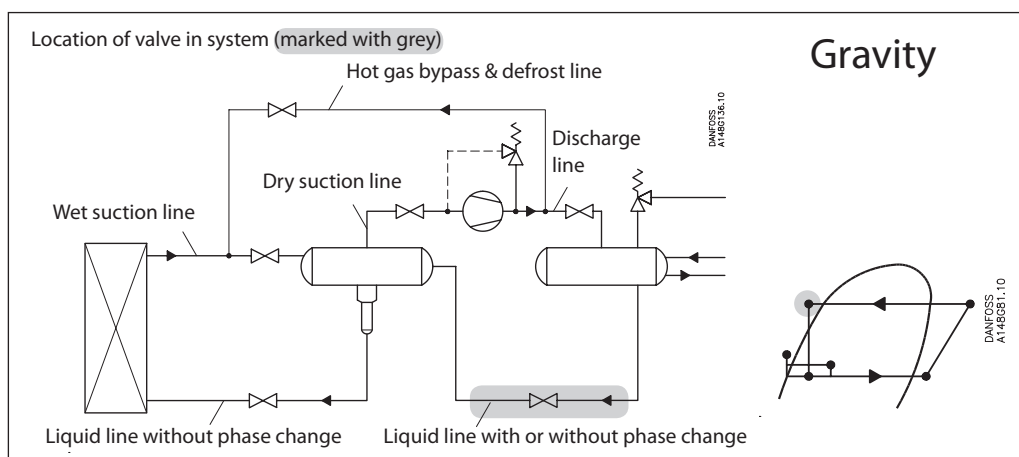 Location of valve in system (marked with grey)
Gravity
Hot gas bypass & defrost line
DANFOSS
A14BG136.10
Discharge
line
Dry suction line
Wet suction line
DANFOSS
A14BG81.10
Liquid line without phase change
Liquid line with or without phase change